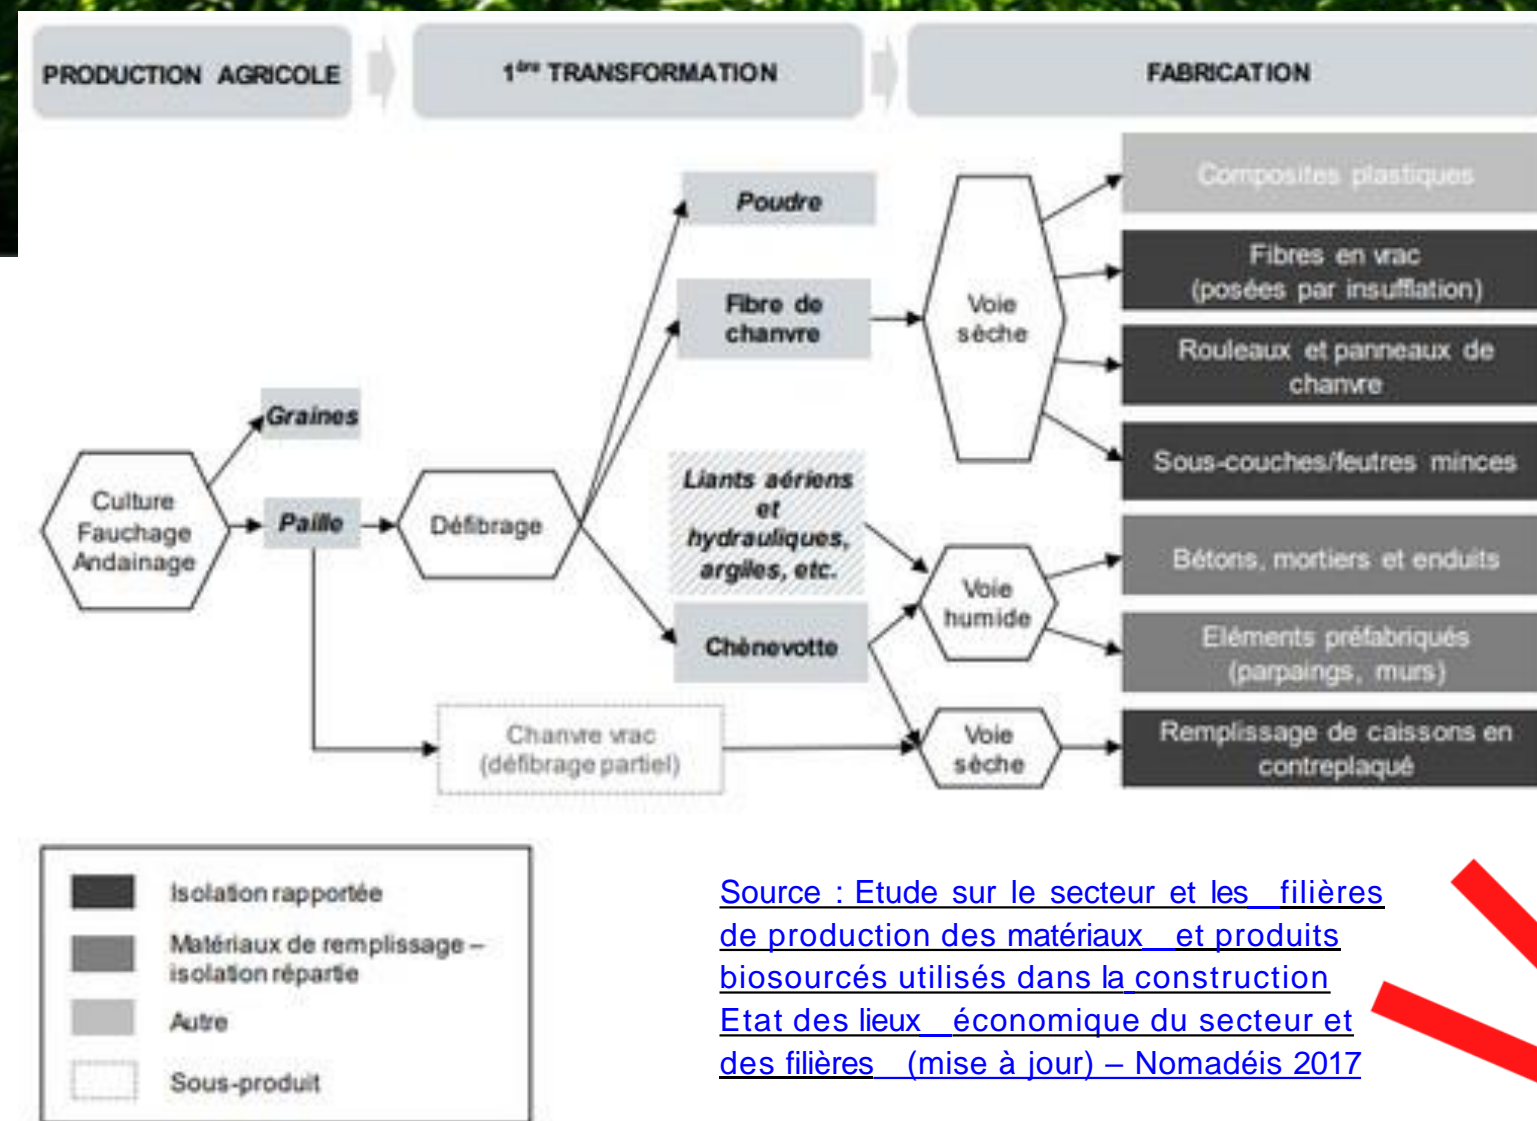 PRODUCTION AGRICOLE
1ère TRANSFORMATION
FABRICATION
Culture
Fauchage
Andainage
Graines
Paille
Défibrage
Poudre
Fibre de
chanvre
Liants aériens
et
hydrauliques,
argiles, etc.
Chènevotte
Chanvre vrac
(défibrage partiel)
Voie
sèche
Voie
humide
Voie
sèche
Composites plastiques
Fibres en vrac
(posées par insufflation)
Rouleaux et panneaux de
chanvre
Sous-couches/feutres minces
Bétons, mortiers et enduits
Eléments préfabriqués
(parpaings, murs)
Remplissage de caissons en
contreplaqué
Isolation rapportée
Matériaux de remplissage –
isolation répartie
Autre
Sous-produit
Source : Etude sur le secteur et les filières
de production des matériaux et produits
biosourcés utilisés dans la construction
Etat des lieux économique du secteur et
des filières (mise à jour) – Nomadéis 2017